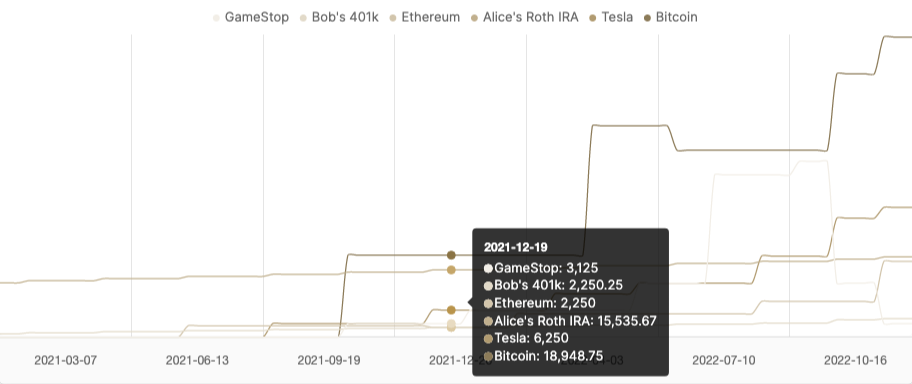 GameStop Bob's 401k Ethereum Alice's Roth IRA Tesla Bitcoin
2021-12-19
GameStop: 3,125
Bob's 401k: 2,250.25
Ethereum: 2,250
Alice's Roth IRA: 15,535.67
Tesla: 6,250
Bitcoin: 18,948.75
2021-03-07 2021-06-13 2021-09-19 2022-07-10 2022-10-16